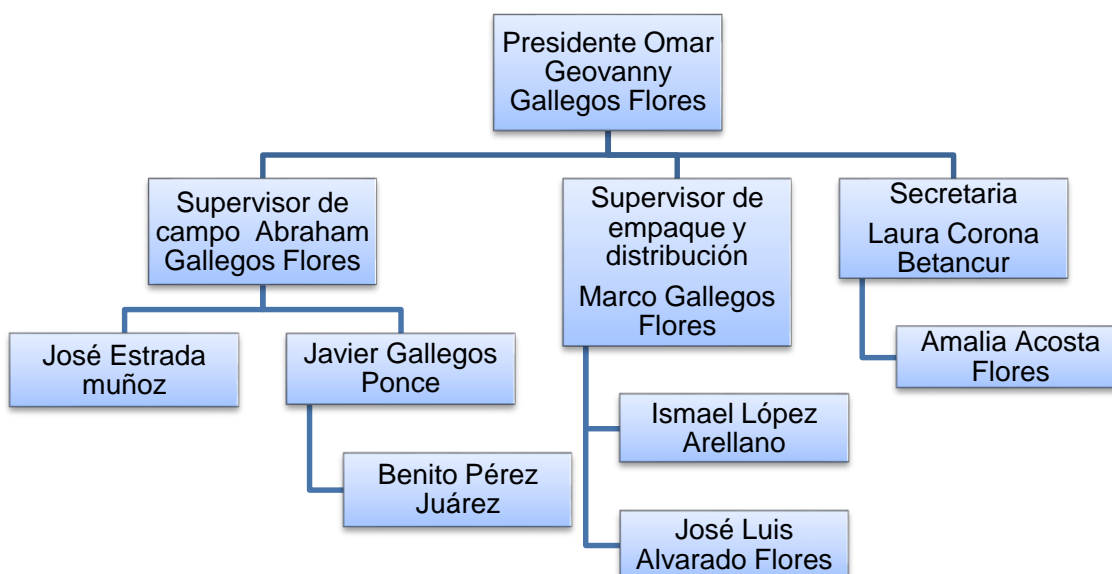 Presidente Omar
Geovanny
Gallegos Flores
Supervisor de
campo Abraham
Gallegos Flores
Supervisor de
empaque y
distribución
Marco Gallegos
Flores
Secretaria
Laura Corona
Betancur
José Estrada
muñoz
Javier Gallegos
Ponce
Amalia Acosta
Flores
Ismael López
Arellano
Benito Pérez
Juárez
José Luis
Alvarado Flores